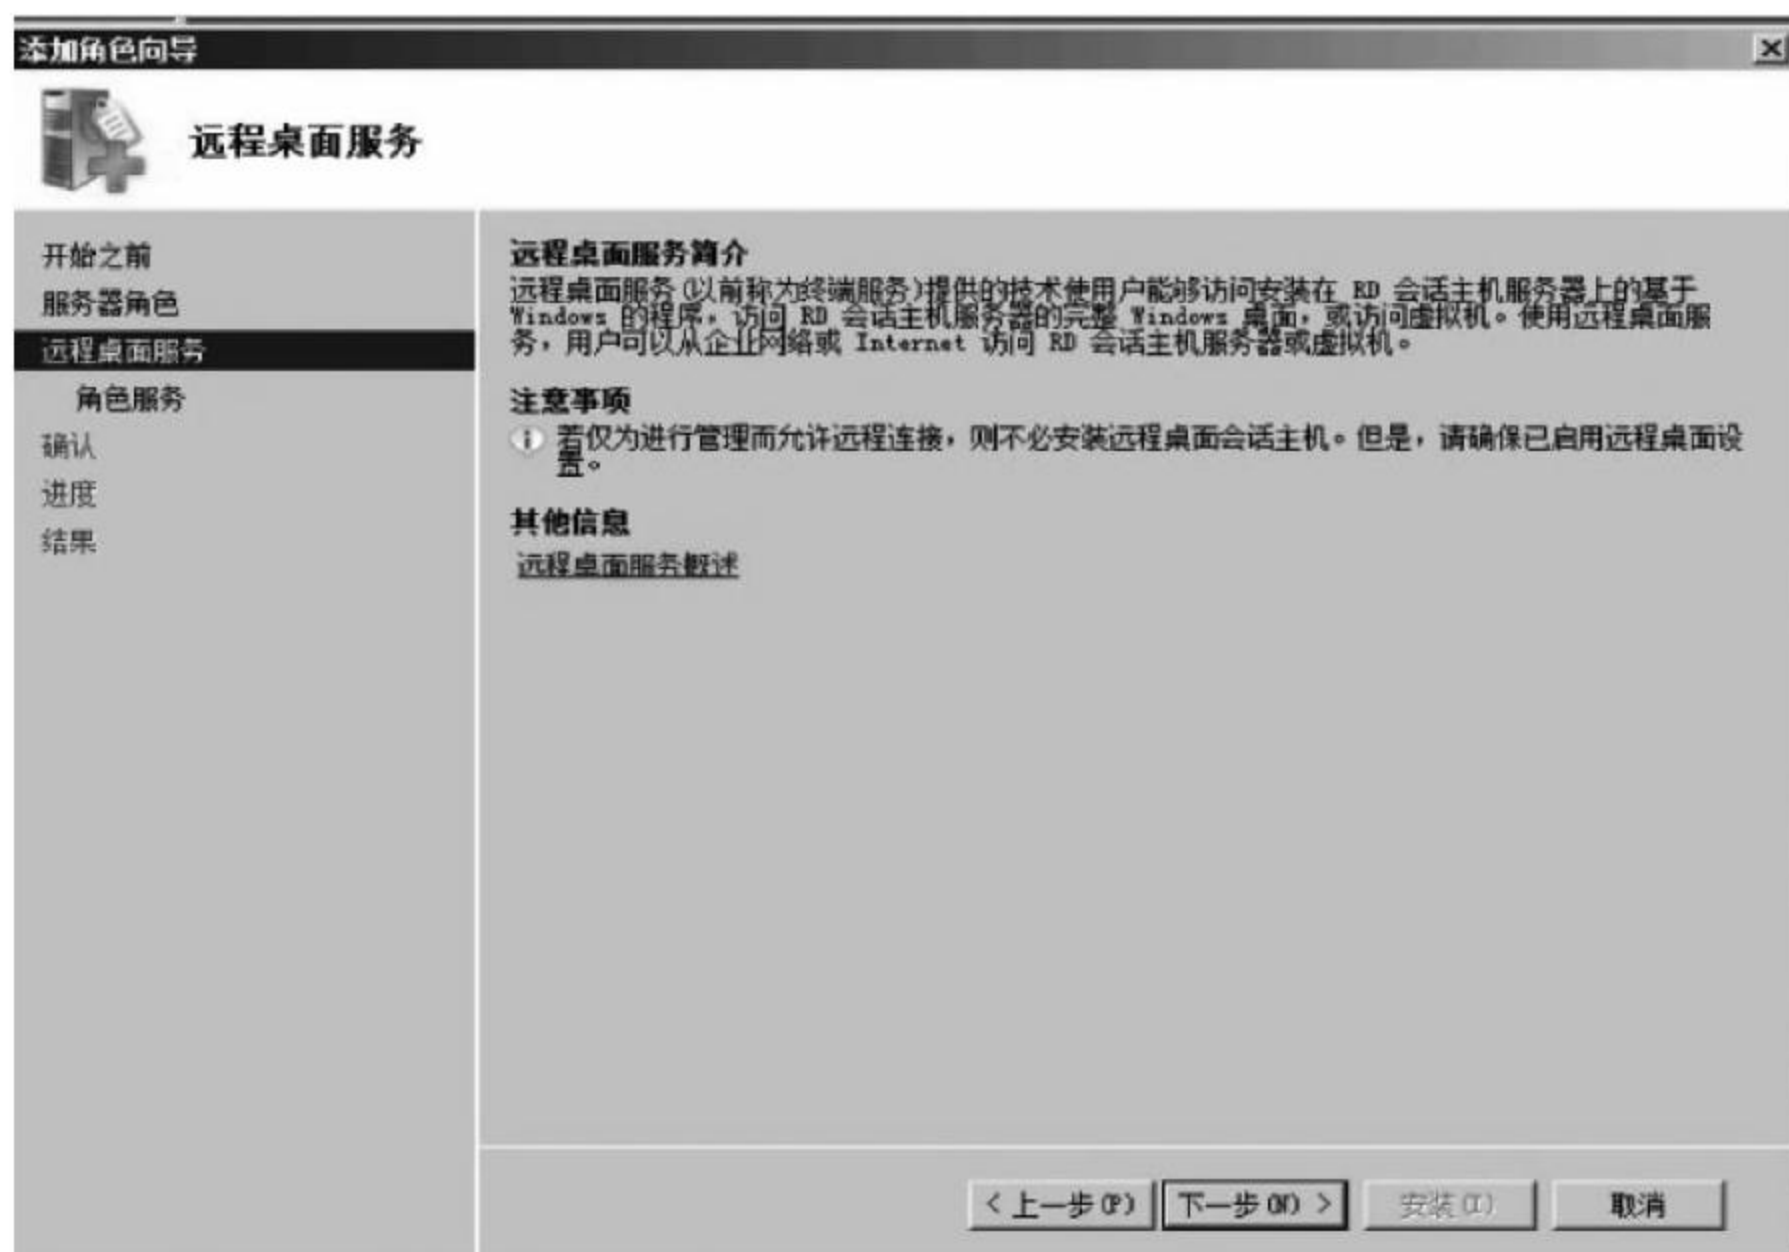 添加角色向导
远程桌面服务
开始之前
服务器角色
远程桌面服务
角色服务
确认
进度
结果
远程桌面服务简介
远程桌面服务(以前称为终端服务)提供的技术使用户能够访问安装在 RD 会话主机服务器上的基于
Windows 的程序，访问 RD 会话主机服务器的完整 Windows 桌面，或访问虚拟机。使用远程桌面服
务，用户可以从企业网络或 Internet 访问 RD 会话主机服务器或虚拟机。
注意事项
若仅为进行管理而允许远程连接，则不必安装远程桌面会话主机。但是，请确保已启用远程桌面设
置。
其他信息
远程桌面服务概述
< 上一步(P)
下一步(N) >
安装(I)
取消